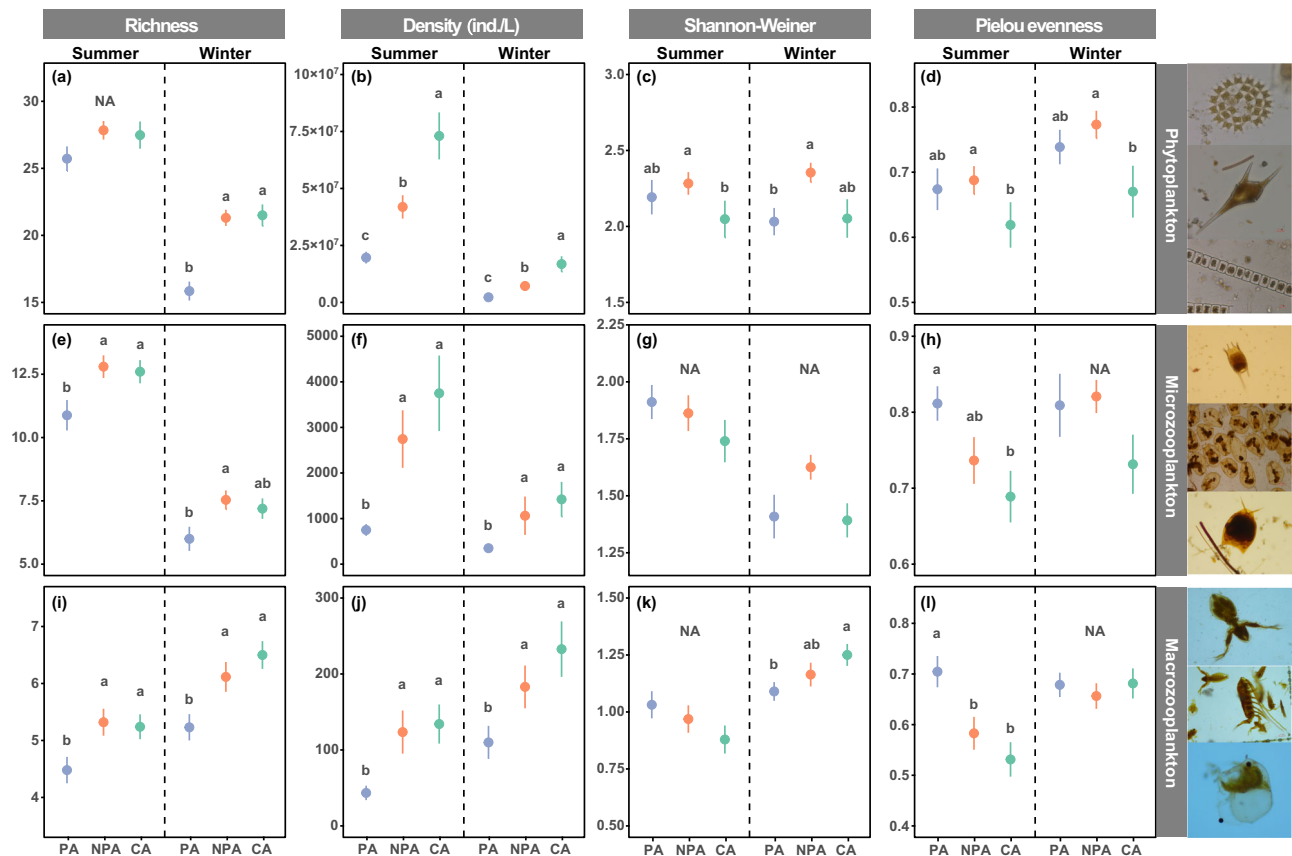 Richness Density (ind./L) Shannon-Weiner Pielou evenness
Summer Winter Summer Winter Summer Winter Summer Winter
(a)
30
25
20
15
NA
b
a
a
(b)
10×10⁷
7.5×10⁷
5×10⁷
2.5×10⁷
0.0
c
b
a
c
b
a
(c)
3.0
2.5
2.0
1.5
ab
a
b
b
a
ab
(d)
0.8
0.7
0.6
0.5
ab
a
b
ab
a
b
Phytoplankton
(e)
12.5
10.0
7.5
5.0
b
a
a
b
a
ab
(f)
5000
4000
3000
2000
1000
0
b
a
a
b
a
a
(g)
2.25
2.00
1.75
1.50
1.25
NA
NA
(h)
0.9
0.8
0.7
0.6
a
ab
b
NA
Microzooplankton
(i)
7
6
5
4
b
a
a
b
a
a
(j)
300
200
100
0
b
a
a
b
a
a
(k)
1.50
1.25
1.00
0.75
0.50
NA
b
ab
a
(l)
0.8
0.7
0.6
0.5
0.4
a
b
b
NA
Macrozooplankton
PA NPA CA PA NPA CA PA NPA CA PA NPA CA PA NPA CA PA NPA CA PA NPA CA PA NPA CA